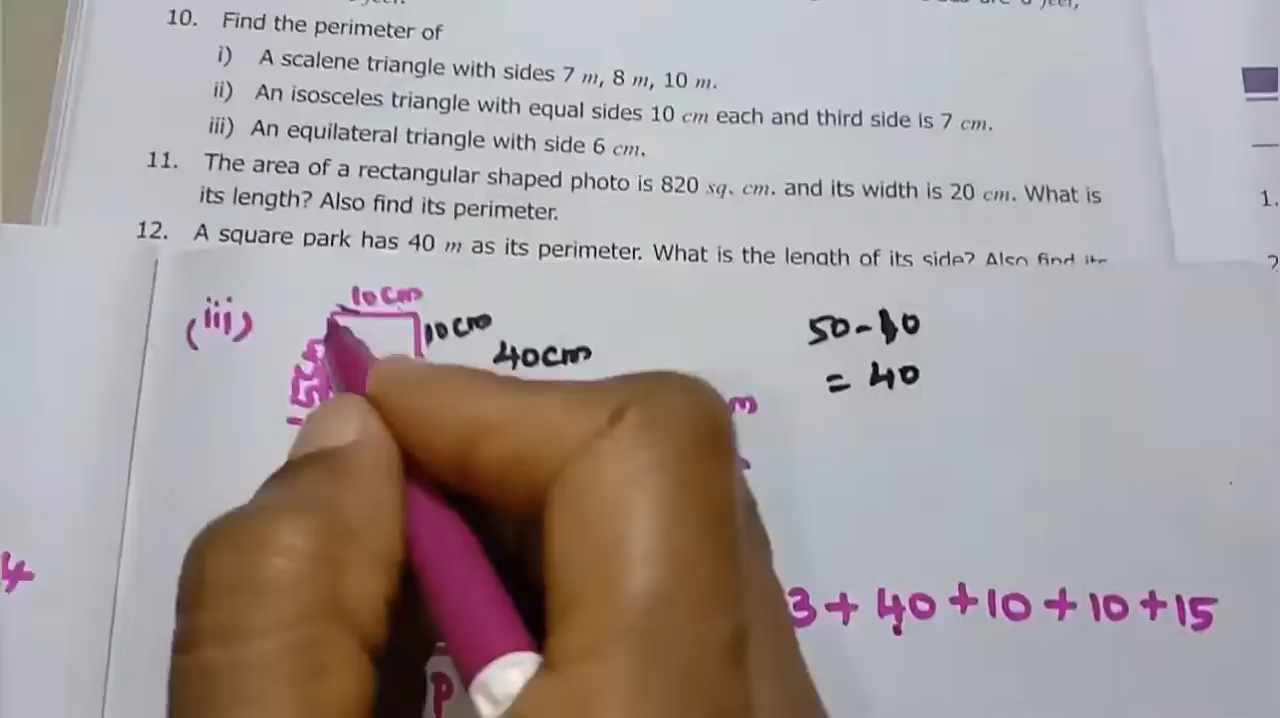 10. Find the perimeter of
i) A scalene triangle with sides 7 m, 8 m, 10 m.
ii) An isosceles triangle with equal sides 10 cm each and third side is 7 cm.
iii) An equilateral triangle with side 6 cm.
11. The area of a rectangular shaped photo is 820 sq. cm. and its width is 20 cm. What is
its length? Also find its perimeter.
12. A square park has 40 m as its perimeter. What is the length of its side? Also find its
1.
(iii)
10cm
10cm
40cm
50-10
= 40
m
4
3+ 40 +10 +10 +15
P